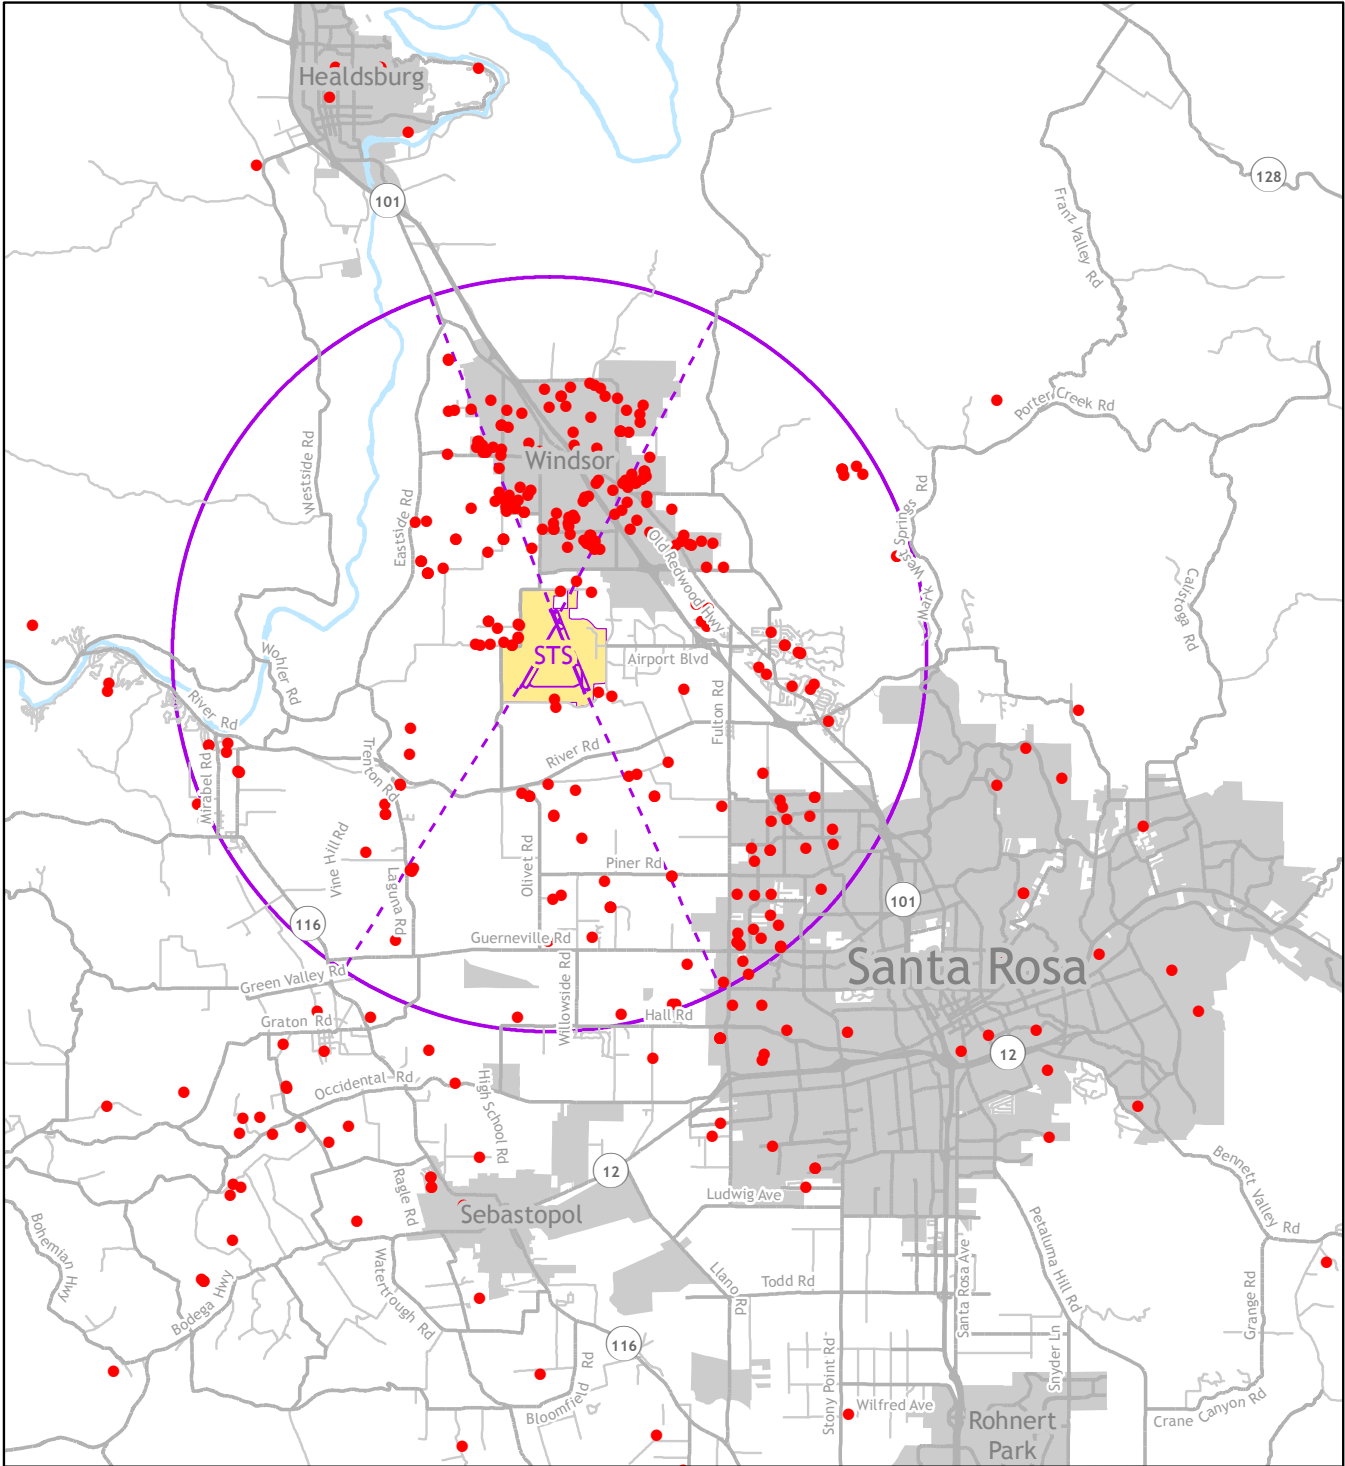 Healdsburg
128
101
Franz Valley Rd
Porter Creek Rd
Westside Rd
Windsor
Eastside Rd
Mark West Springs Rd
Old Redwood Hwy
Calistoga Rd
STS
Airport Blvd
Wohler Rd
River Rd
Fulton Rd
River Rd
Trenton Rd
Mirabel Rd
Vine Hill Rd
Olivet Rd
Piner Rd
Laguna Rd
101
116
Guerneville Rd
Santa Rosa
Green Valley Rd
Willowside Rd
Graton Rd
Hall Rd
12
Occidental Rd
High School Rd
12
Bennett Valley Rd
Ragle Rd
Ludwig Ave
Sebastopol
Bohemian Hwy
Petaluma Hill Rd
Santa Rosa Ave
Watertrough Rd
Llano Rd
Todd Rd
Bodega Hwy
Grange Rd
116
Stony Point Rd
Snyder Ln
Bloomfield Rd
Wilfred Ave
Crane Canyon Rd
Rohnert
Park